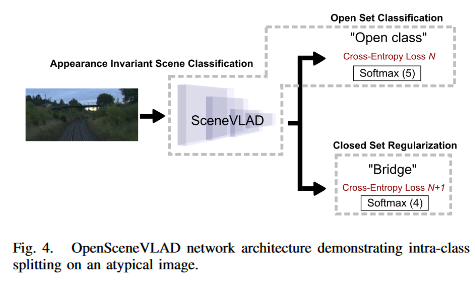 Open Set Classification
"Open class"
Cross-Entropy Loss N
Softmax (5)
Appearance Invariant Scene Classification
SceneVLAD
Closed Set Regularization
"Bridge"
Cross-Entropy Loss N+1
Softmax (4)
Fig. 4. OpenSceneVLAD network architecture demonstrating intra-class
splitting on an atypical image.